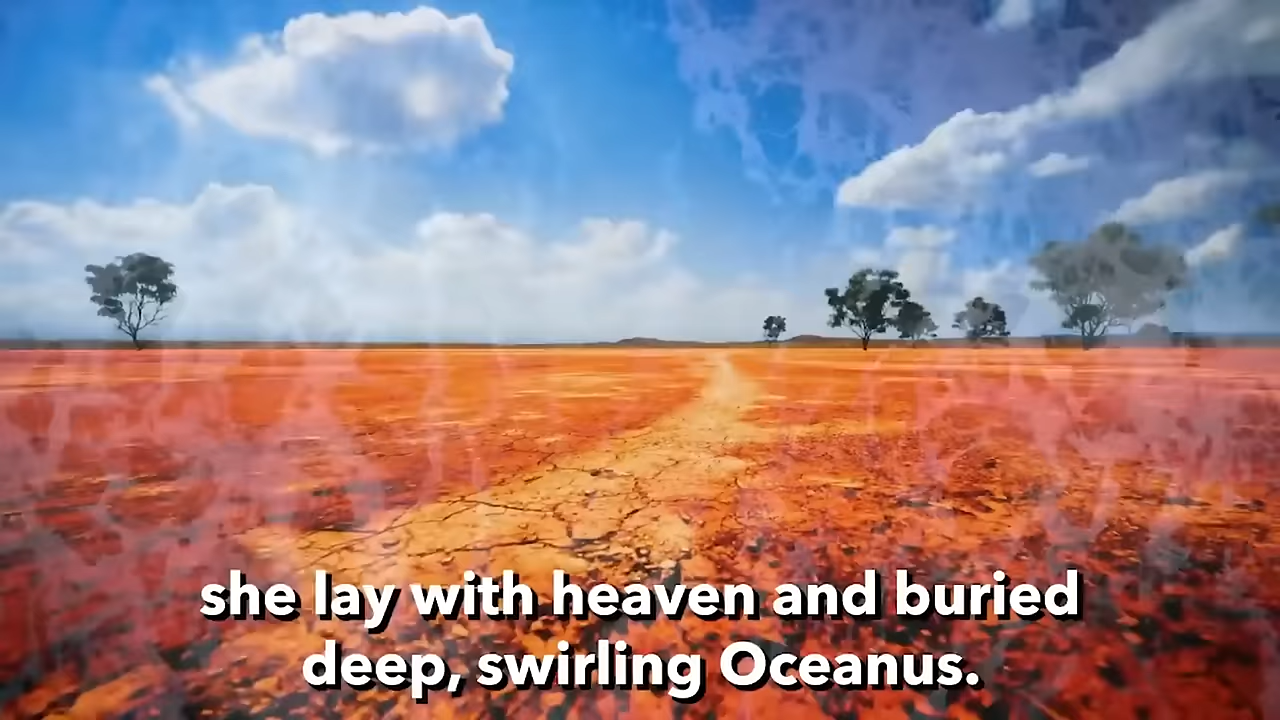 she lay with heaven and buried
deep, swirling Oceanus.